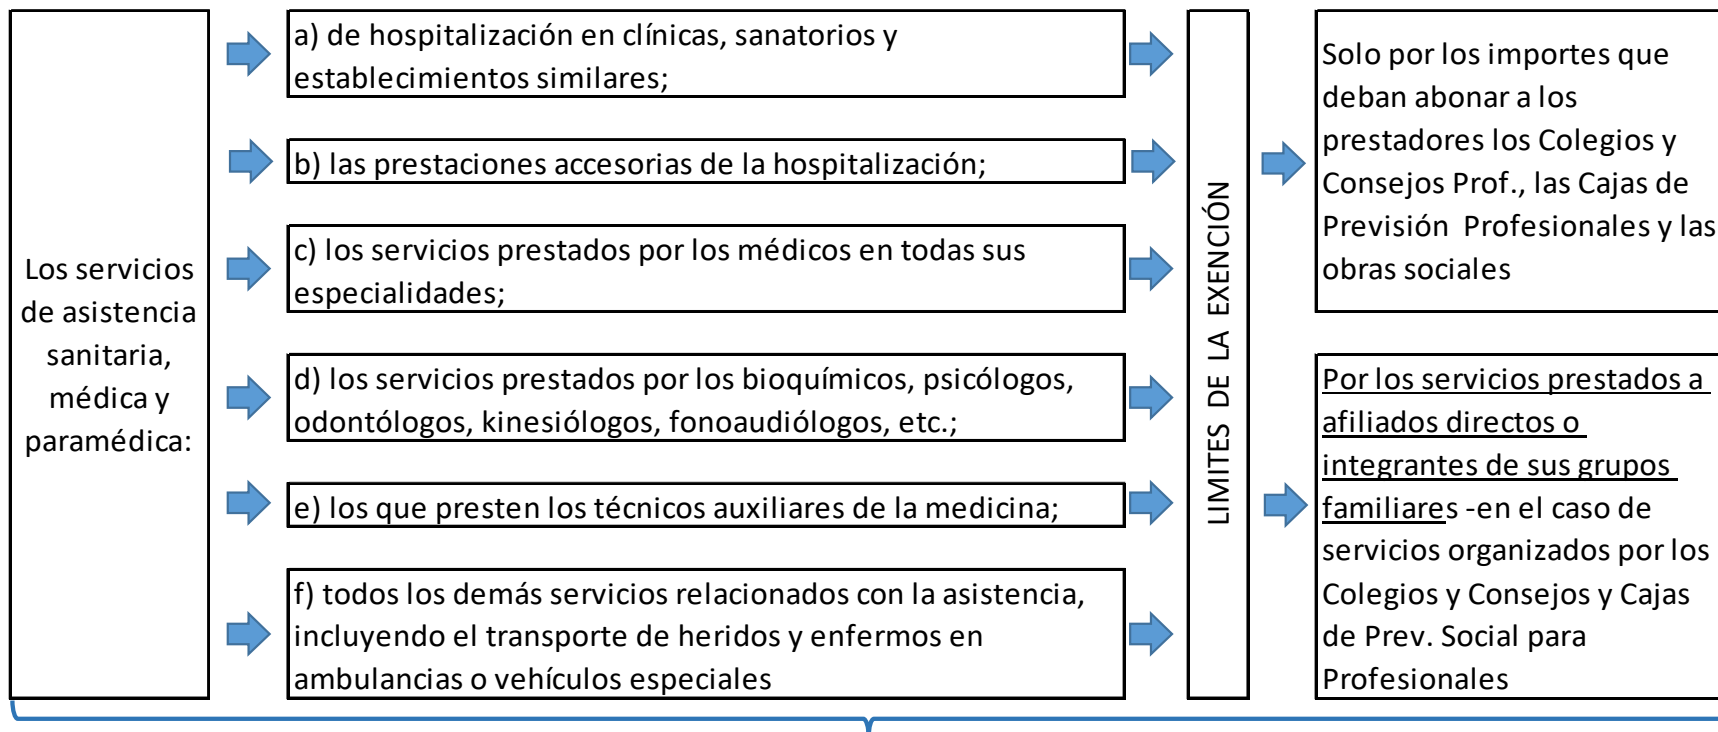 Los servicios
de asistencia
sanitaria,
médica y
paramédica:
a) de hospitalización en clínicas, sanatorios y
establecimientos similares;
b) las prestaciones accesorias de la hospitalización;
c) los servicios prestados por los médicos en todas sus
especialidades;
d) los servicios prestados por los bioquímicos, psicólogos,
odontólogos, kinesiólogos, fonoaudiólogos, etc.;
e) los que presten los técnicos auxiliares de la medicina;
f) todos los demás servicios relacionados con la asistencia,
incluyendo el transporte de heridos y enfermos en
ambulancias o vehículos especiales
LIMITES DE LA EXENCIÓN
Solo por los importes que
deban abonar a los
prestadores los Colegios y
Consejos Prof., las Cajas de
Previsión Profesionales y las
obras sociales
Por los servicios prestados a
afiliados directos o
integrantes de sus grupos
familiares -en el caso de
servicios organizados por los
Colegios y Consejos y Cajas
de Prev. Social para
Profesionales